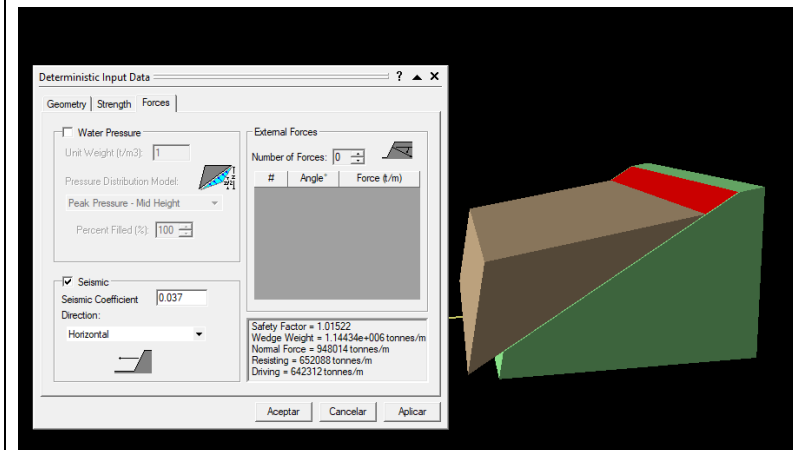 Deterministic Input Data ? ▲ X
Geometry Strength Forces
Water Pressure
Unit Weight (t/m3): 1
Pressure Distribution Model:
Peak Pressure - Mid Height
Percent Filled (%): 100
Seismic
Seismic Coefficient 0.037
Direction:
Horizontal
External Forces
Number of Forces: 0
# Angle° Force (t/m)
Safety Factor = 1.01522
Wedge Weight = 1.14434e+006 tonnes/m
Normal Force = 948014 tonnes/m
Resisting = 652088 tonnes/m
Driving = 642312 tonnes/m
Aceptar Cancelar Aplicar